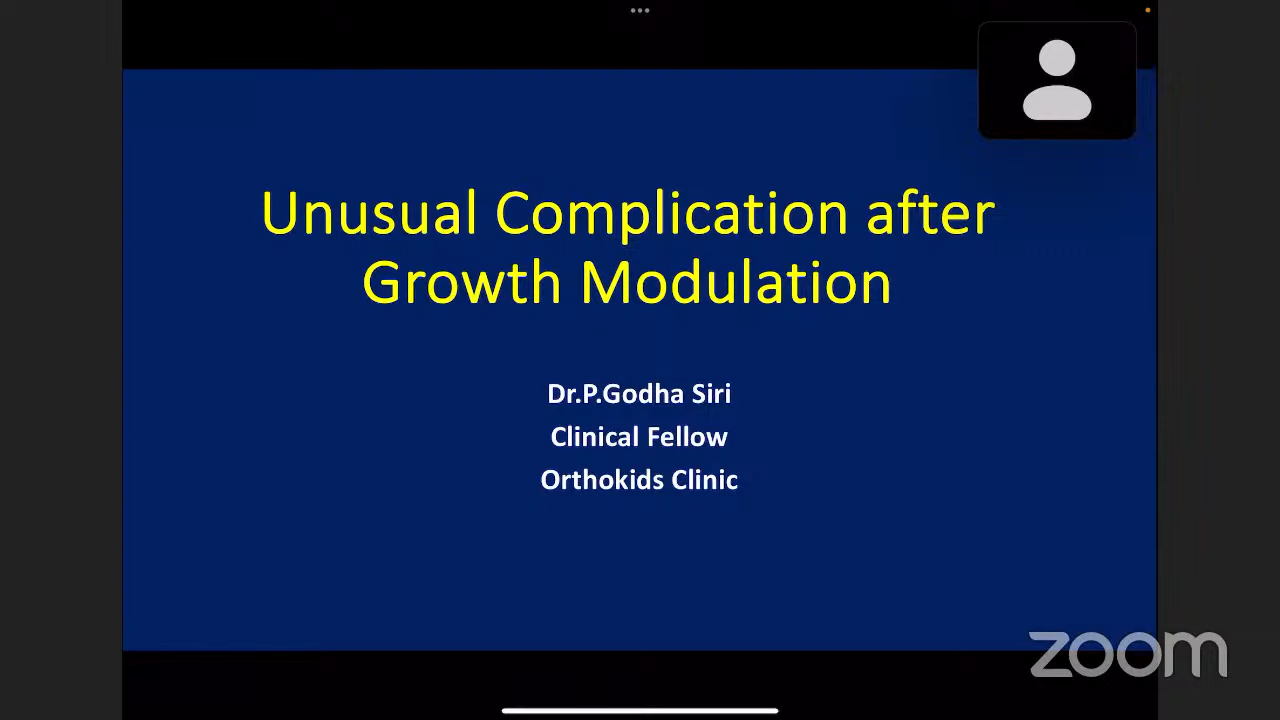 Unusual Complication after
Growth Modulation
Dr.P.Godha Siri
Clinical Fellow
Orthokids Clinic
zoom